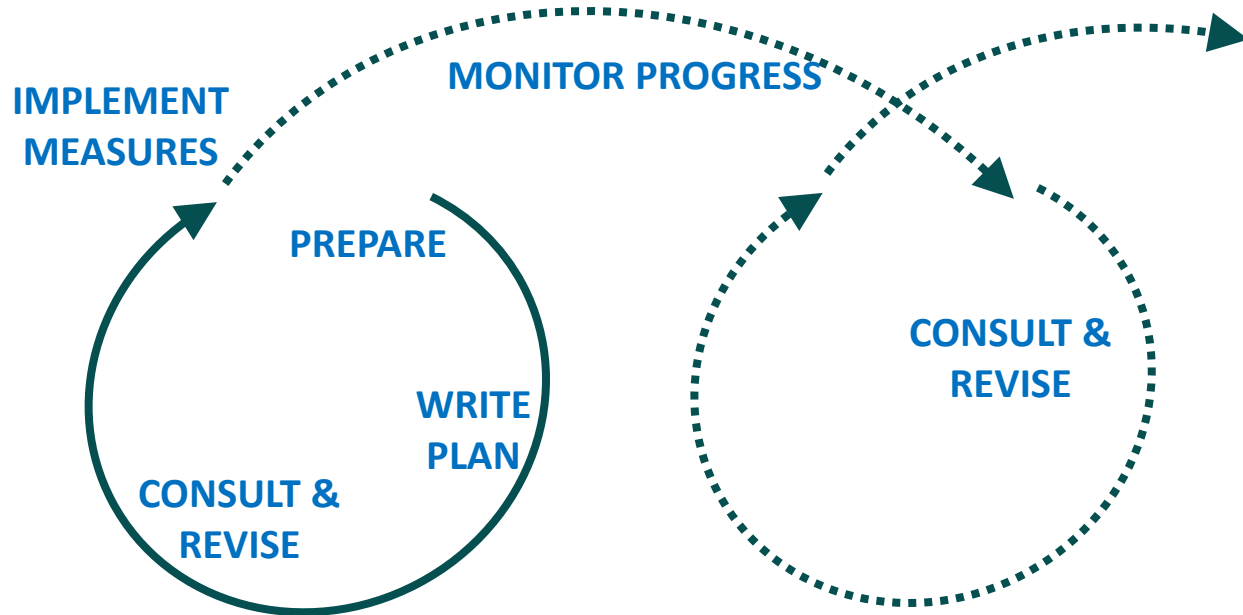 IMPLEMENT
MEASURES
MONITOR PROGRESS
PREPARE
WRITE
PLAN
CONSULT &
REVISE
CONSULT &
REVISE